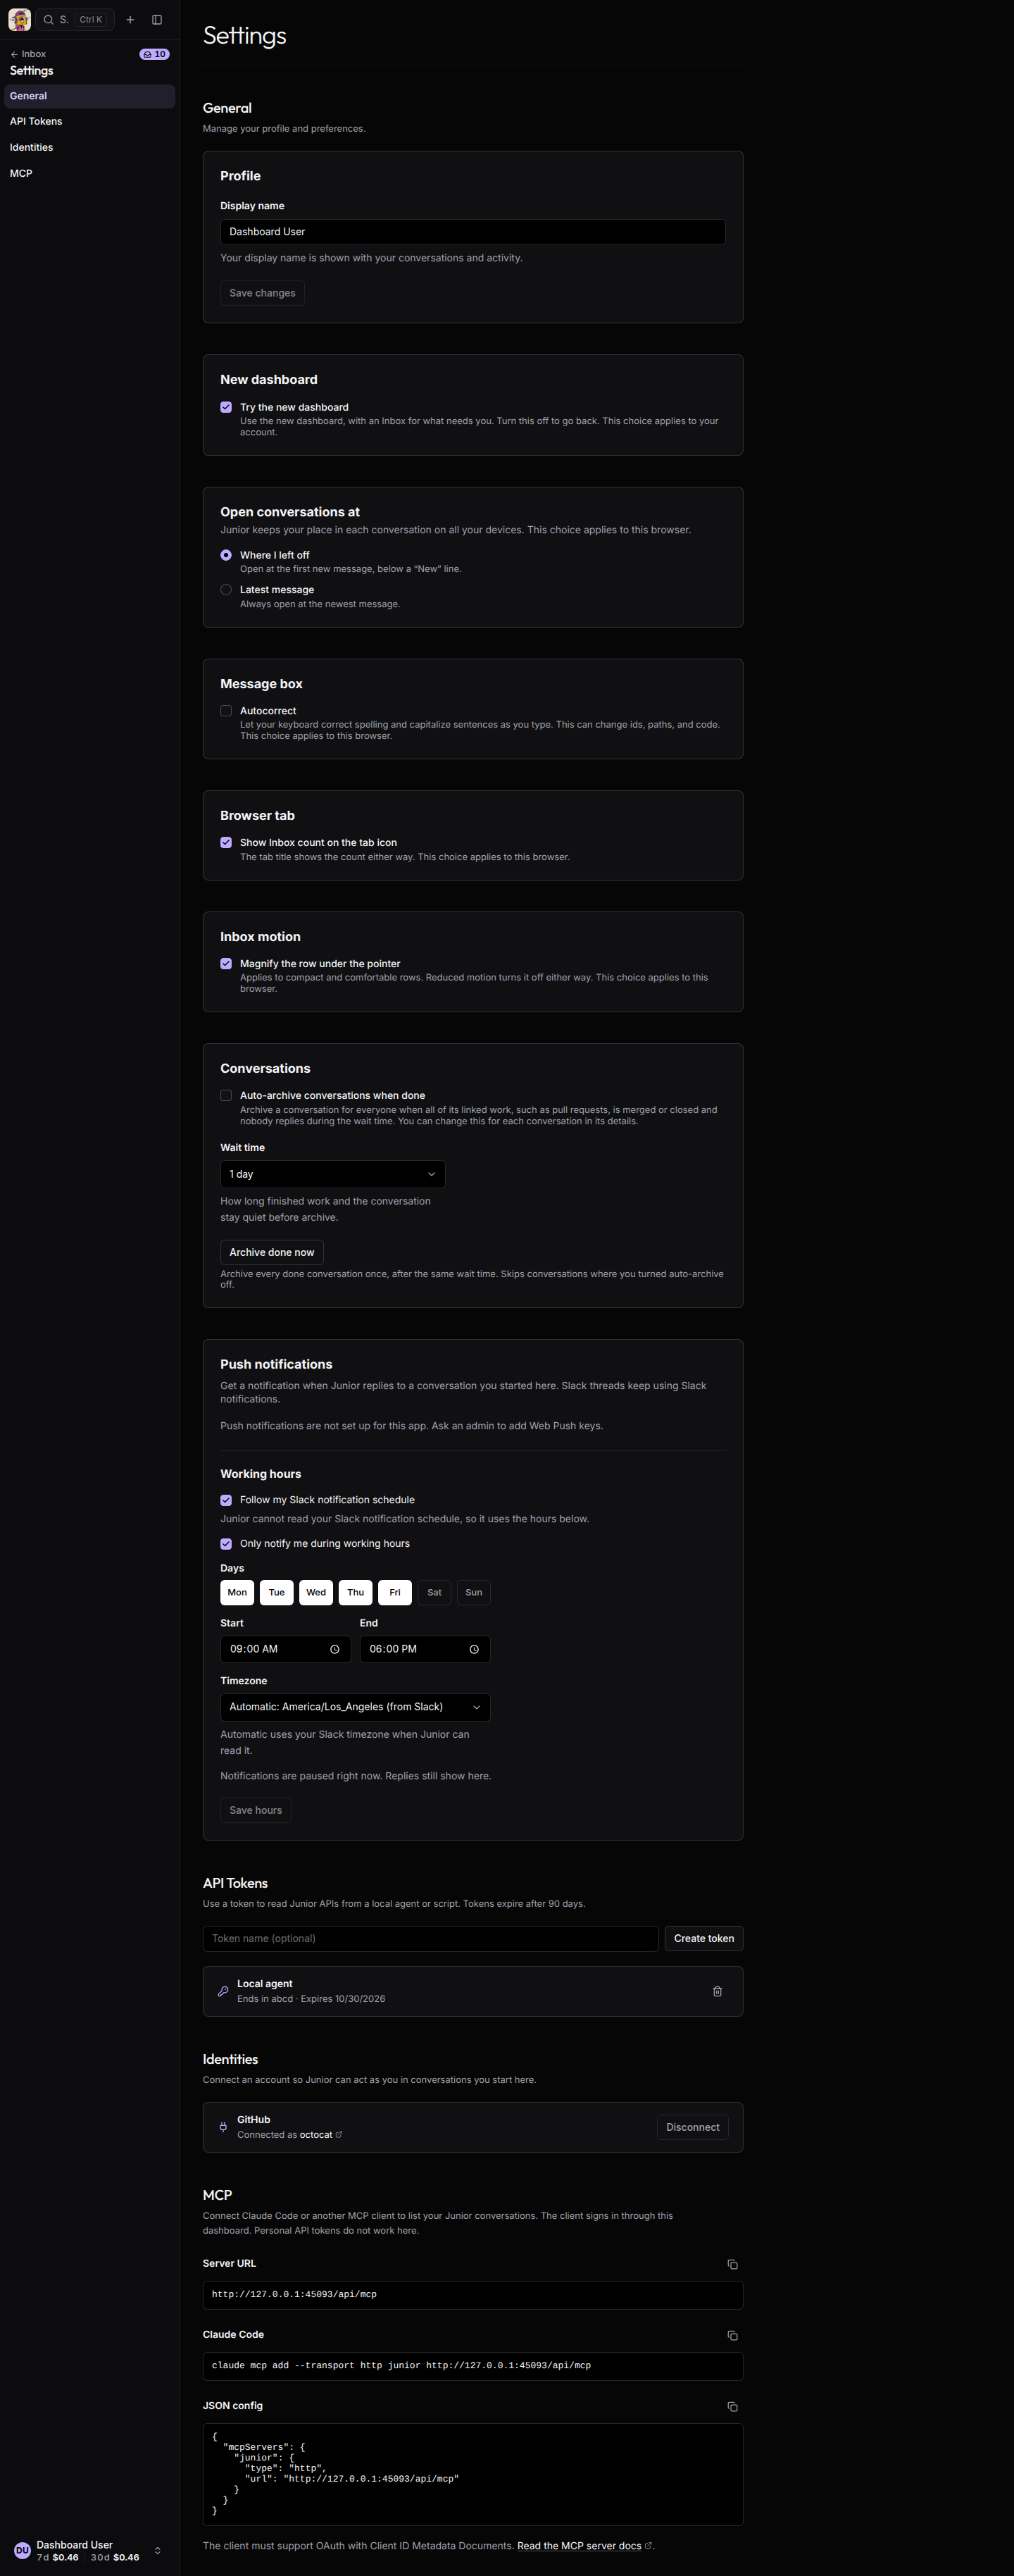 S. Ctrl K
Inbox 10
Settings
General
API Tokens
Identities
MCP
Settings
General
Manage your profile and preferences.
Profile
Display name
Dashboard User
Your display name is shown with your conversations and activity.
Save changes
New dashboard
Try the new dashboard
Use the new dashboard, with an Inbox for what needs you. Turn this off to go back. This choice applies to your
account.
Open conversations at
Junior keeps your place in each conversation on all your devices. This choice applies to this browser.
Where I left off
Open at the first new message, below a “New” line.
Latest message
Always open at the newest message.
Message box
Autocorrect
Let your keyboard correct spelling and capitalize sentences as you type. This can change ids, paths, and code.
This choice applies to this browser.
Browser tab
Show Inbox count on the tab icon
The tab title shows the count either way. This choice applies to this browser.
Inbox motion
Magnify the row under the pointer
Applies to compact and comfortable rows. Reduced motion turns it off either way. This choice applies to this
browser.
Conversations
Auto-archive conversations when done
Archive a conversation for everyone when all of its linked work, such as pull requests, is merged or closed and
nobody replies during the wait time. You can change this for each conversation in its details.
Wait time
1 day
How long finished work and the conversation
stay quiet before archive.
Archive done now
Archive every done conversation once, after the same wait time. Skips conversations where you turned auto-archive
off.
Push notifications
Get a notification when Junior replies to a conversation you started here. Slack threads keep using Slack
notifications.
Push notifications are not set up for this app. Ask an admin to add Web Push keys.
Working hours
Follow my Slack notification schedule
Junior cannot read your Slack notification schedule, so it uses the hours below.
Only notify me during working hours
Days
Mon Tue Wed Thu Fri Sat Sun
Start End
09:00 AM 06:00 PM
Timezone
Automatic: America/Los_Angeles (from Slack)
Automatic uses your Slack timezone when Junior can
read it.
Notifications are paused right now. Replies still show here.
Save hours
API Tokens
Use a token to read Junior APIs from a local agent or script. Tokens expire after 90 days.
Token name (optional) Create token
Local agent
Ends in abcd · Expires 10/30/2026
Identities
Connect an account so Junior can act as you in conversations you start here.
GitHub
Connected as octocat
Disconnect
MCP
Connect Claude Code or another MCP client to list your Junior conversations. The client signs in through this
dashboard. Personal API tokens do not work here.
Server URL
http://127.0.0.1:45093/api/mcp
Claude Code
claude mcp add --transport http junior http://127.0.0.1:45093/api/mcp
JSON config
{
"mcpServers": {
"junior": {
"type": "http",
"url": "http://127.0.0.1:45093/api/mcp"
}
}
}
The client must support OAuth with Client ID Metadata Documents. Read the MCP server docs.
DU Dashboard User
7d $0.46 30d $0.46